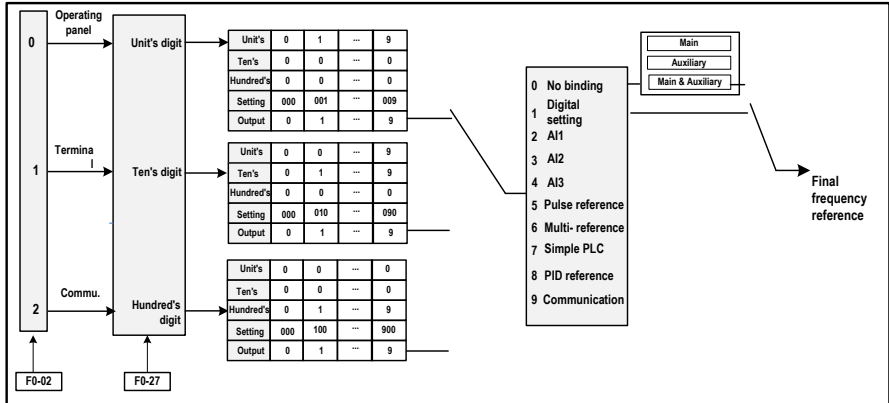 Operating
panel
0
Termina
l
1
Commu.
2
F0-02
Unit's digit
Ten's digit
Hundred's
digit
F0-27
Unit's 0 1 ... 9
Ten's 0 0 ... 0
Hundred's 0 0 ... 0
Setting 000 001 ... 009
Output 0 1 ... 9
Unit's 0 0 ... 9
Ten's 0 1 ... 9
Hundred's 0 0 ... 0
Setting 000 010 ... 090
Output 0 1 ... 9
Unit's 0 0 ... 0
Ten's 0 0 ... 0
Hundred's 0 1 ... 9
Setting 000 100 ... 900
Output 0 1 ... 9
0 No binding
1 Digital
setting
2 AI1
3 AI2
4 AI3
5 Pulse reference
6 Multi- reference
7 Simple PLC
8 PID reference
9 Communication
Main
Auxiliary
Main & Auxiliary
Final
frequency
reference